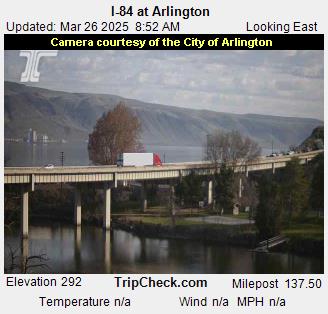 I-84 at Arlington
Updated: Mar 26 2025 8:52 AM Looking East
Camera courtesy of the City of Arlington
Elevation 292 TripCheck.com Milepost 137.50
Temperature n/a Wind n/a MPH n/a